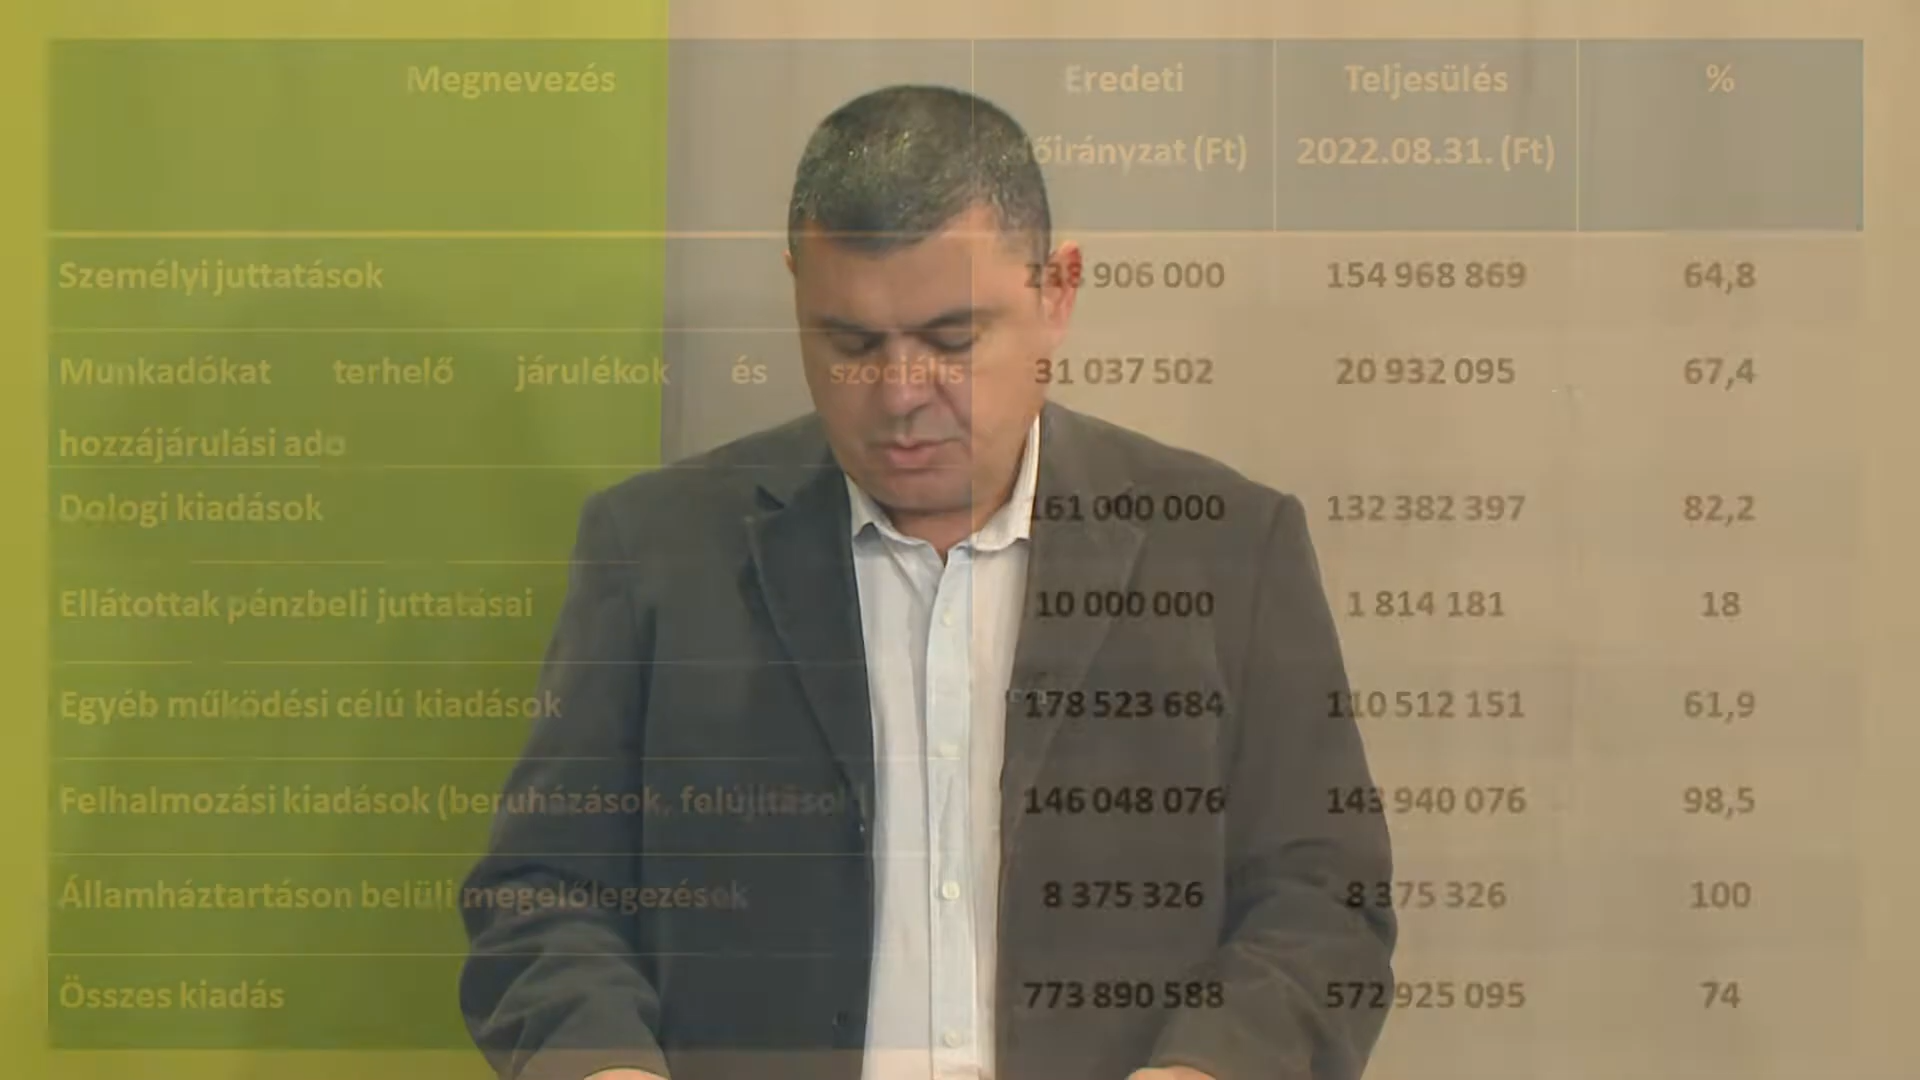 Megnevezés Eredeti Teljesülés %
előirányzat (Ft) 2022.08.31. (Ft)
Személyi juttatások 238 906 000 154 968 869 64,8
Munkadókat terhelő járulékok és szociális 31 037 502 20 932 095 67,4
hozzájárulási adó
Dologi kiadások 161 000 000 132 382 397 82,2
Ellátottak pénzbeli juttatásai 10 000 000 1 814 181 18
Egyéb működési célú kiadások 178 523 684 110 512 151 61,9
Felhalmozási kiadások (beruházások, felújítások) 146 048 076 143 940 076 98,5
Államháztartáson belüli megelőlegezések 8 375 326 8 375 326 100
Összes kiadás 773 890 588 572 925 095 74